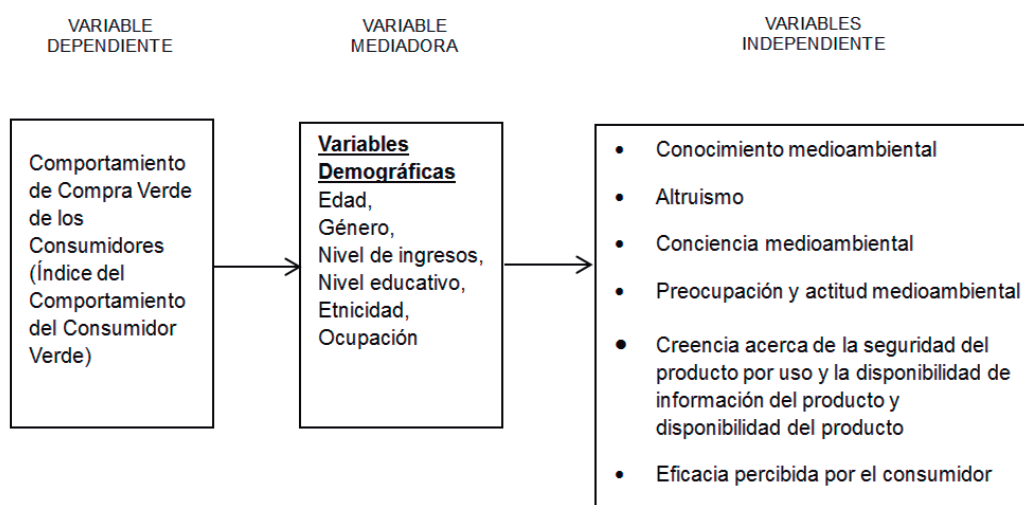 VARIABLE
DEPENDIENTE
VARIABLE
MEDIADORA
VARIABLES
INDEPENDIENTE
Comportamiento
de Compra Verde
de los
Consumidores
(Índice del
Comportamiento
del Consumidor
Verde)
Variables
Demográficas
Edad,
Género,
Nivel de ingresos,
Nivel educativo,
Etnicidad,
Ocupación
• Conocimiento medioambiental
• Altruismo
• Conciencia medioambiental
• Preocupación y actitud medioambiental
• Creencia acerca de la seguridad del
producto por uso y la disponibilidad de
información del producto y
disponibilidad del producto
• Eficacia percibida por el consumidor